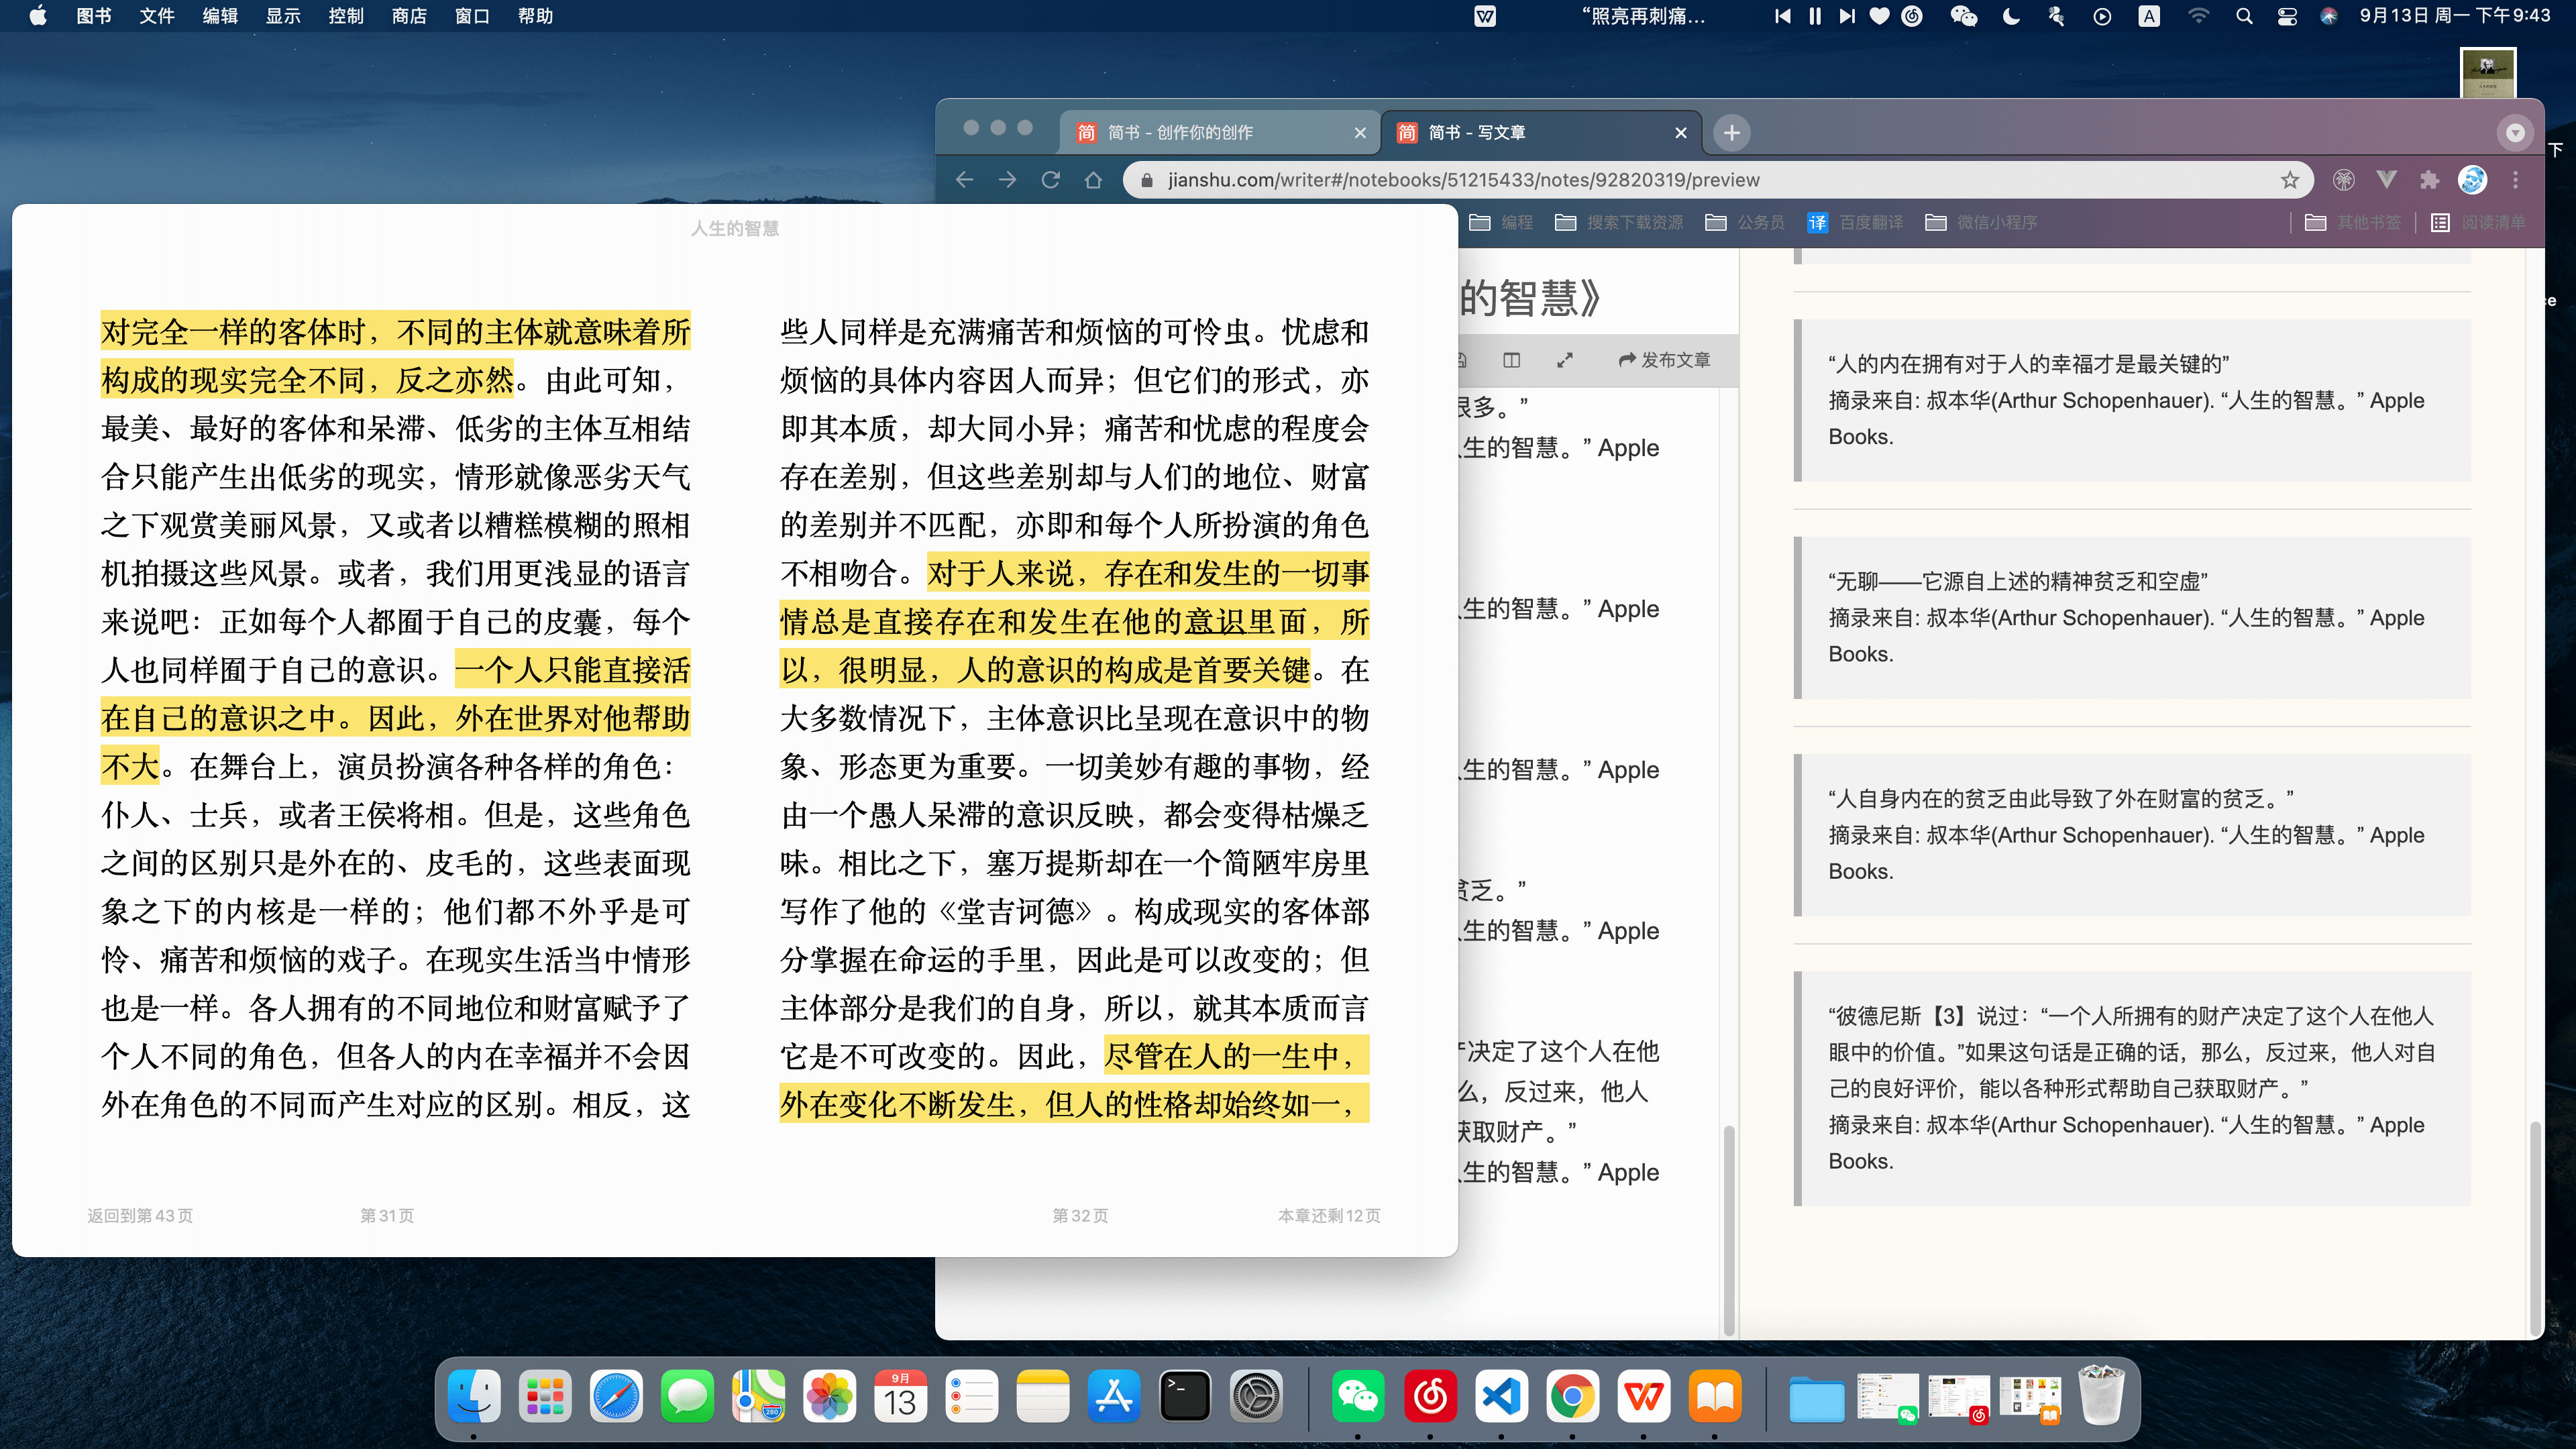 图书 文件 编辑 显示 控制 商店 窗口 帮助
“照亮再刺痛...
A
9月13日 周一 下午9:43
下
简书 - 创作你的创作
简书 - 写文章
jianshu.com/writer#/notebooks/51215433/notes/92820319/preview
编程 搜索下载资源 公务员 百度翻译 微信小程序 其他书签 阅读清单
人生的智慧
对完全一样的客体时，不同的主体就意味着所
构成的现实完全不同，反之亦然。由此可知，
最美、最好的客体和呆滞、低劣的主体互相结
合只能产生出低劣的现实，情形就像恶劣天气
之下观赏美丽风景，又或者以糟糕模糊的照相
机拍摄这些风景。或者，我们用更浅显的语言
来说吧：正如每个人都囿于自己的皮囊，每个
人也同样囿于自己的意识。一个人只能直接活
在自己的意识之中。因此，外在世界对他帮助
不大。在舞台上，演员扮演各种各样的角色：
仆人、士兵，或者王侯将相。但是，这些角色
之间的区别只是外在的、皮毛的，这些表面现
象之下的内核是一样的；他们都不外乎是可
怜、痛苦和烦恼的戏子。在现实生活当中情形
也是一样。各人拥有的不同地位和财富赋予了
个人不同的角色，但各人的内在幸福并不会因
外在角色的不同而产生对应的区别。相反，这
些人同样是充满痛苦和烦恼的可怜虫。忧虑和
烦恼的具体内容因人而异；但它们的形式，亦
即其本质，却大同小异；痛苦和忧虑的程度会
存在差别，但这些差别却与人们的地位、财富
的差别并不匹配，亦即和每个人所扮演的角色
不相吻合。对于人来说，存在和发生的一切事
情总是直接存在和发生在他的意识里面，所
以，很明显，人的意识的构成是首要关键。在
大多数情况下，主体意识比呈现在意识中的物
象、形态更为重要。一切美妙有趣的事物，经
由一个愚人呆滞的意识反映，都会变得枯燥乏
味。相比之下，塞万提斯却在一个简陋牢房里
写作了他的《堂吉诃德》。构成现实的客体部
分掌握在命运的手里，因此是可以改变的；但
主体部分是我们的自身，所以，就其本质而言
它是不可改变的。因此，尽管在人的一生中，
外在变化不断发生，但人的性格却始终如一，
返回到第43页 第31页 第32页 本章还剩12页
的智慧》
发布文章
很多。”
人生的智慧。” Apple
人生的智慧。” Apple
人生的智慧。” Apple
贫乏。”
人生的智慧。” Apple
产决定了这个人在他
么，反过来，他人
获取财产。”
人生的智慧。” Apple
“人的内在拥有对于人的幸福才是最关键的”
摘录来自: 叔本华(Arthur Schopenhauer). “人生的智慧。” Apple
Books.
“无聊——它源自上述的精神贫乏和空虚”
摘录来自: 叔本华(Arthur Schopenhauer). “人生的智慧。” Apple
Books.
“人自身内在的贫乏由此导致了外在财富的贫乏。”
摘录来自: 叔本华(Arthur Schopenhauer). “人生的智慧。” Apple
Books.
“彼德尼斯【3】说过：“一个人所拥有的财产决定了这个人在他人
眼中的价值。”如果这句话是正确的话，那么，反过来，他人对自
己的良好评价，能以各种形式帮助自己获取财产。”
摘录来自: 叔本华(Arthur Schopenhauer). “人生的智慧。” Apple
Books.
9月
13